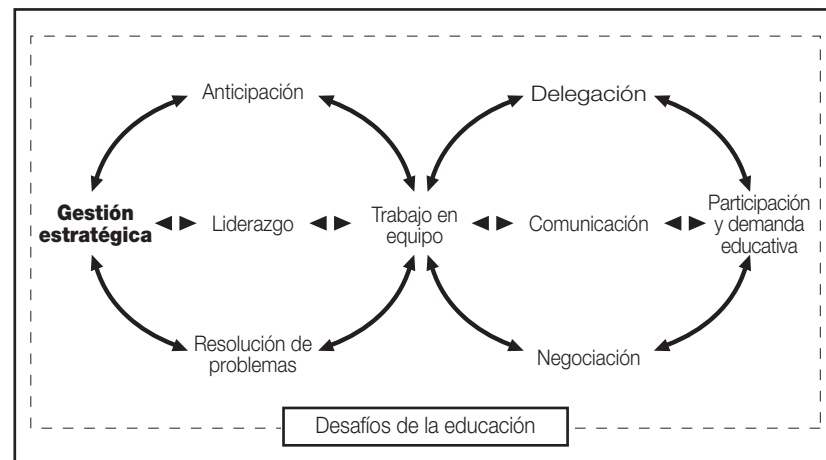 Anticipación
Delegación
Gestión
estratégica
Liderazgo
Trabajo en
equipo
Comunicación
Participación
y demanda
educativa
Resolución de
problemas
Negociación
Desafíos de la educación